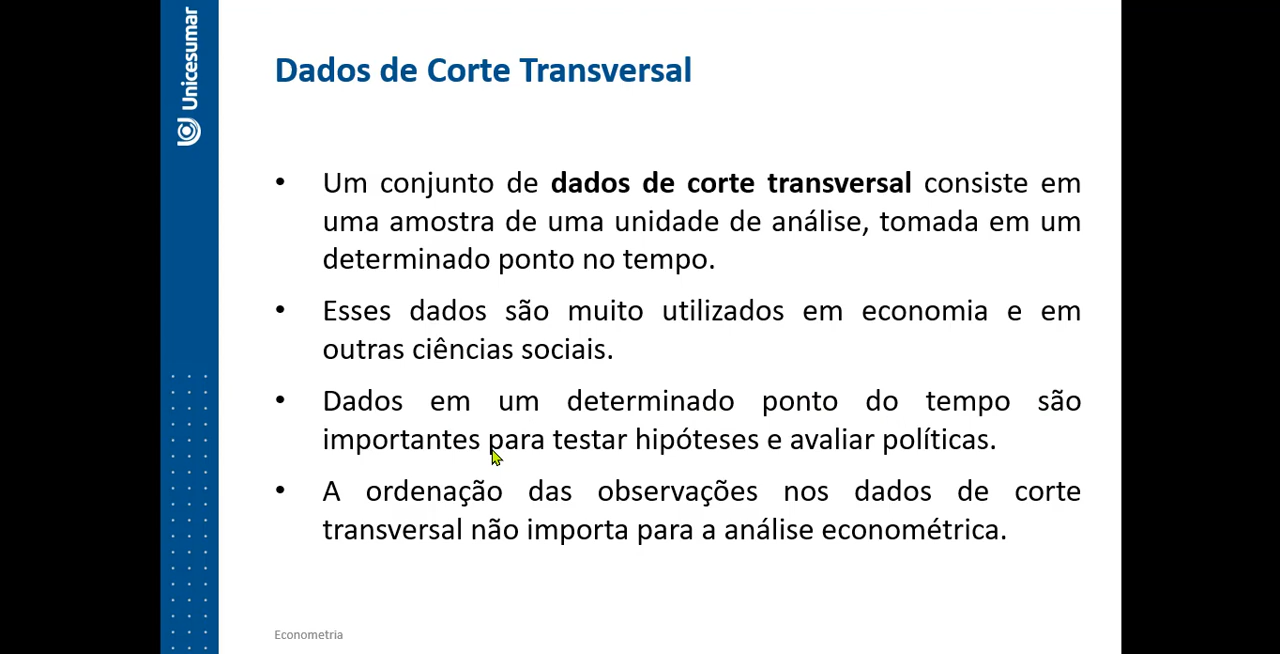 Unicesumar
Dados de Corte Transversal
• Um conjunto de dados de corte transversal consiste em
uma amostra de uma unidade de análise, tomada em um
determinado ponto no tempo.
• Esses dados são muito utilizados em economia e em
outras ciências sociais.
• Dados em um determinado ponto do tempo são
importantes para testar hipóteses e avaliar políticas.
• A ordenação das observações nos dados de corte
transversal não importa para a análise econométrica.
Econometria